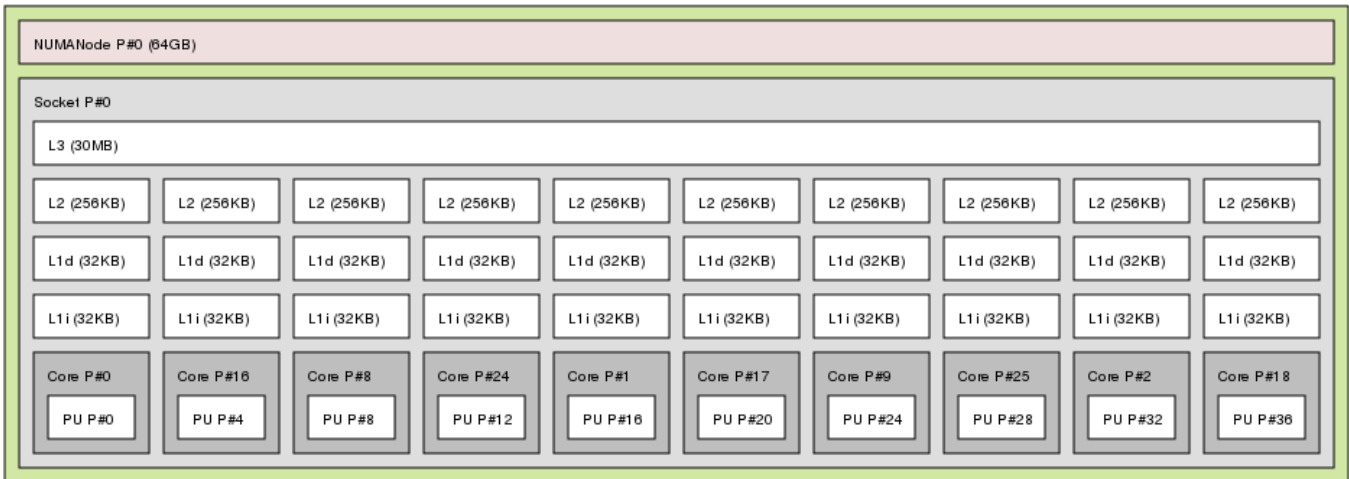 NUMANode P#0 (64GB)
Socket P#0
L3 (30MB)
L2 (256KB) L2 (256KB) L2 (256KB) L2 (256KB) L2 (256KB) L2 (256KB) L2 (256KB) L2 (256KB) L2 (256KB) L2 (256KB)
L1d (32KB) L1d (32KB) L1d (32KB) L1d (32KB) L1d (32KB) L1d (32KB) L1d (32KB) L1d (32KB) L1d (32KB) L1d (32KB)
L1i (32KB) L1i (32KB) L1i (32KB) L1i (32KB) L1i (32KB) L1i (32KB) L1i (32KB) L1i (32KB) L1i (32KB) L1i (32KB)
Core P#0 Core P#16 Core P#8 Core P#24 Core P#1 Core P#17 Core P#9 Core P#25 Core P#2 Core P#18
PU P#0 PU P#4 PU P#8 PU P#12 PU P#16 PU P#20 PU P#24 PU P#28 PU P#32 PU P#36